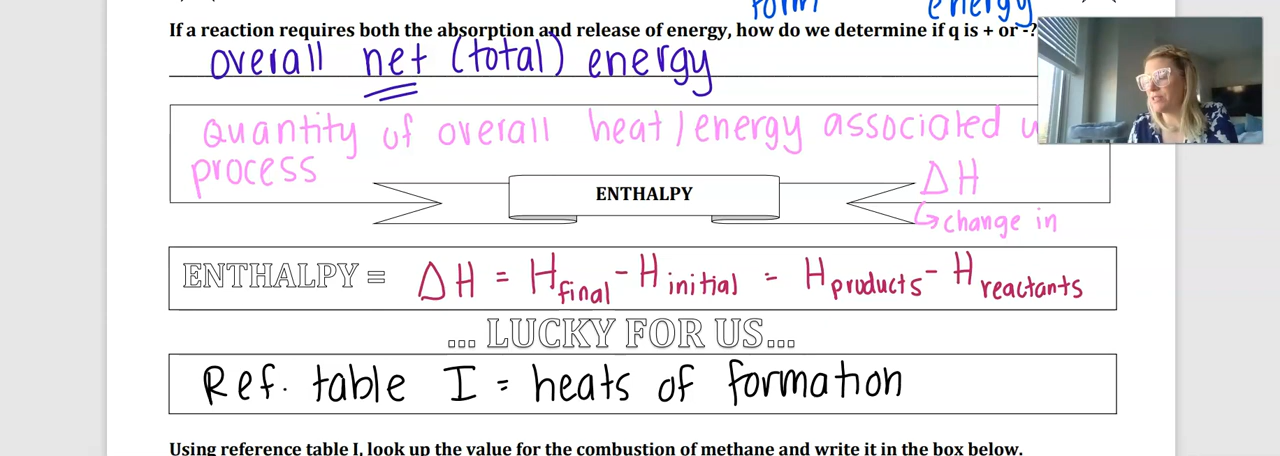 form energy
If a reaction requires both the absorption and release of energy, how do we determine if q is + or -?
overall net (total) energy
Quantity of overall heat/energy associated w
process
ENTHALPY
ΔH
↳ change in
ENTHALPY = ΔH = Hfinal - Hinitial = Hproducts - Hreactants
... LUCKY FOR US...
Ref. table I = heats of formation
Using reference table I, look up the value for the combustion of methane and write it in the box below.